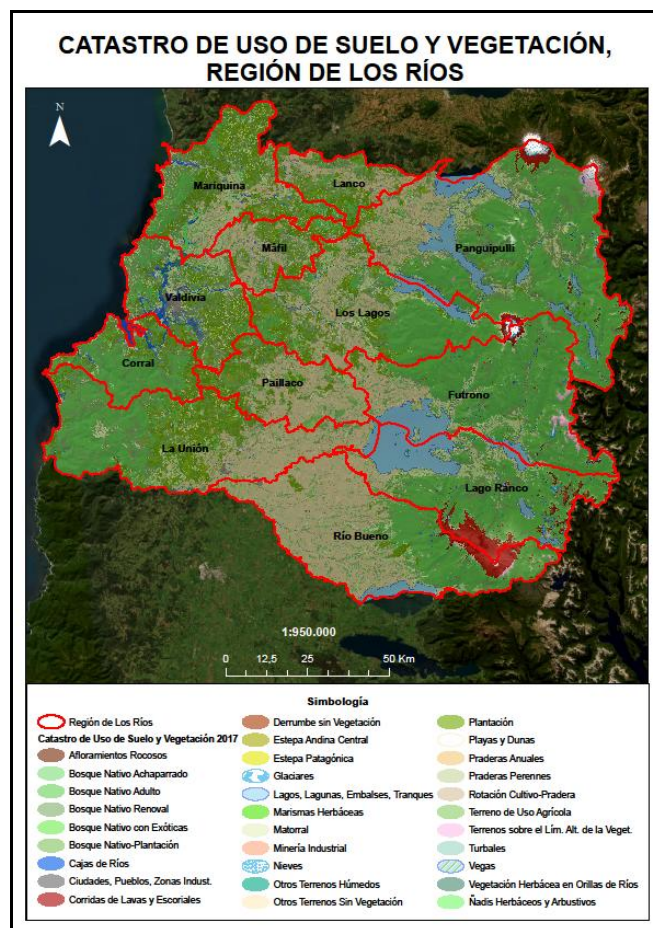 CATASTRO DE USO DE SUELO Y VEGETACIÓN,
REGIÓN DE LOS RÍOS
N
Mariquina
Lanco
Panguipulli
Máfil
Valdivia
Los Lagos
Corral
Paillaco
Futrono
La Unión
Lago Ranco
Río Bueno
1:950.000
0 12,5 25 50 Km
Simbología
Región de Los Ríos
Catastro de Uso de Suelo y Vegetación 2017
Afloramientos Rocosos
Bosque Nativo Achaparrado
Bosque Nativo Adulto
Bosque Nativo Renoval
Bosque Nativo con Exóticas
Bosque Nativo-Plantación
Cajas de Ríos
Ciudades, Pueblos, Zonas Indust.
Corridas de Lavas y Escoriales
Derrumbe sin Vegetación
Estepa Andina Central
Estepa Patagónica
Glaciares
Lagos, Lagunas, Embalses, Tranques
Marismas Herbáceas
Matorral
Minería Industrial
Nieves
Otros Terrenos Húmedos
Otros Terrenos Sin Vegetación
Plantación
Playas y Dunas
Praderas Anuales
Praderas Perennes
Rotación Cultivo-Pradera
Terreno de Uso Agrícola
Terrenos sobre el Lím. Alt. de la Veget.
Turbales
Vegas
Vegetación Herbácea en Orillas de Ríos
Ñadis Herbáceos y Arbustivos